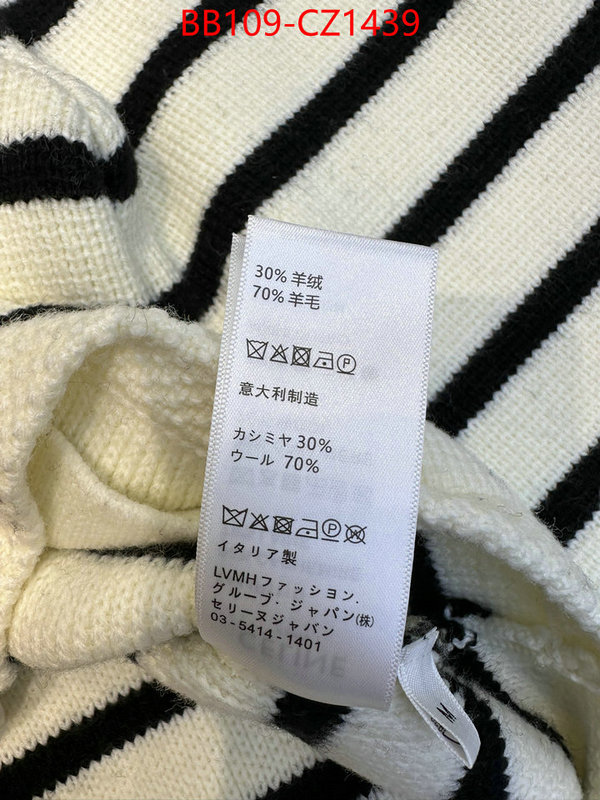 BB109-CZ1439
30% 羊绒
70% 羊毛
意大利制造
カシミヤ 30%
ウール 70%
イタリア製
LVMHファッション.
グループ.ジャパン(株)
セリーヌジャパン
03-5414-1401